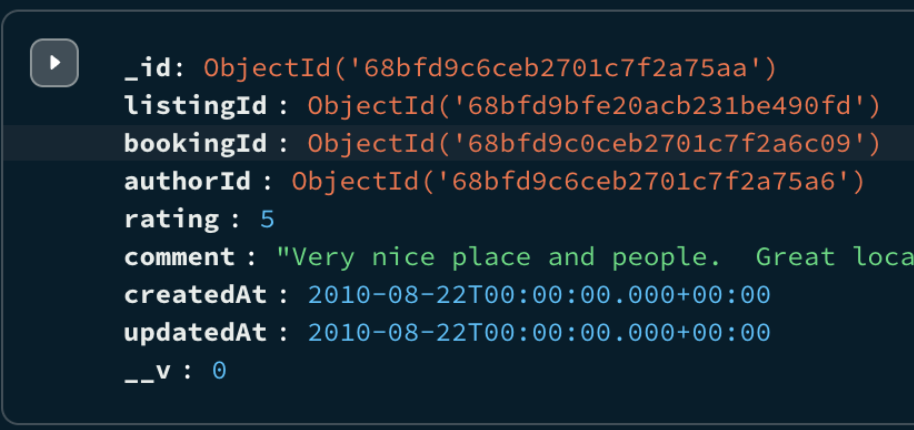 _id: ObjectId('68bfd9c6ceb2701c7f2a75aa')
listingId : ObjectId('68bfd9bfe20acb231be490fd')
bookingId : ObjectId('68bfd9c0ceb2701c7f2a6c09')
authorId : ObjectId('68bfd9c6ceb2701c7f2a75a6')
rating : 5
comment : "Very nice place and people.  Great loca
createdAt : 2010-08-22T00:00:00.000+00:00
updatedAt : 2010-08-22T00:00:00.000+00:00
__v : 0